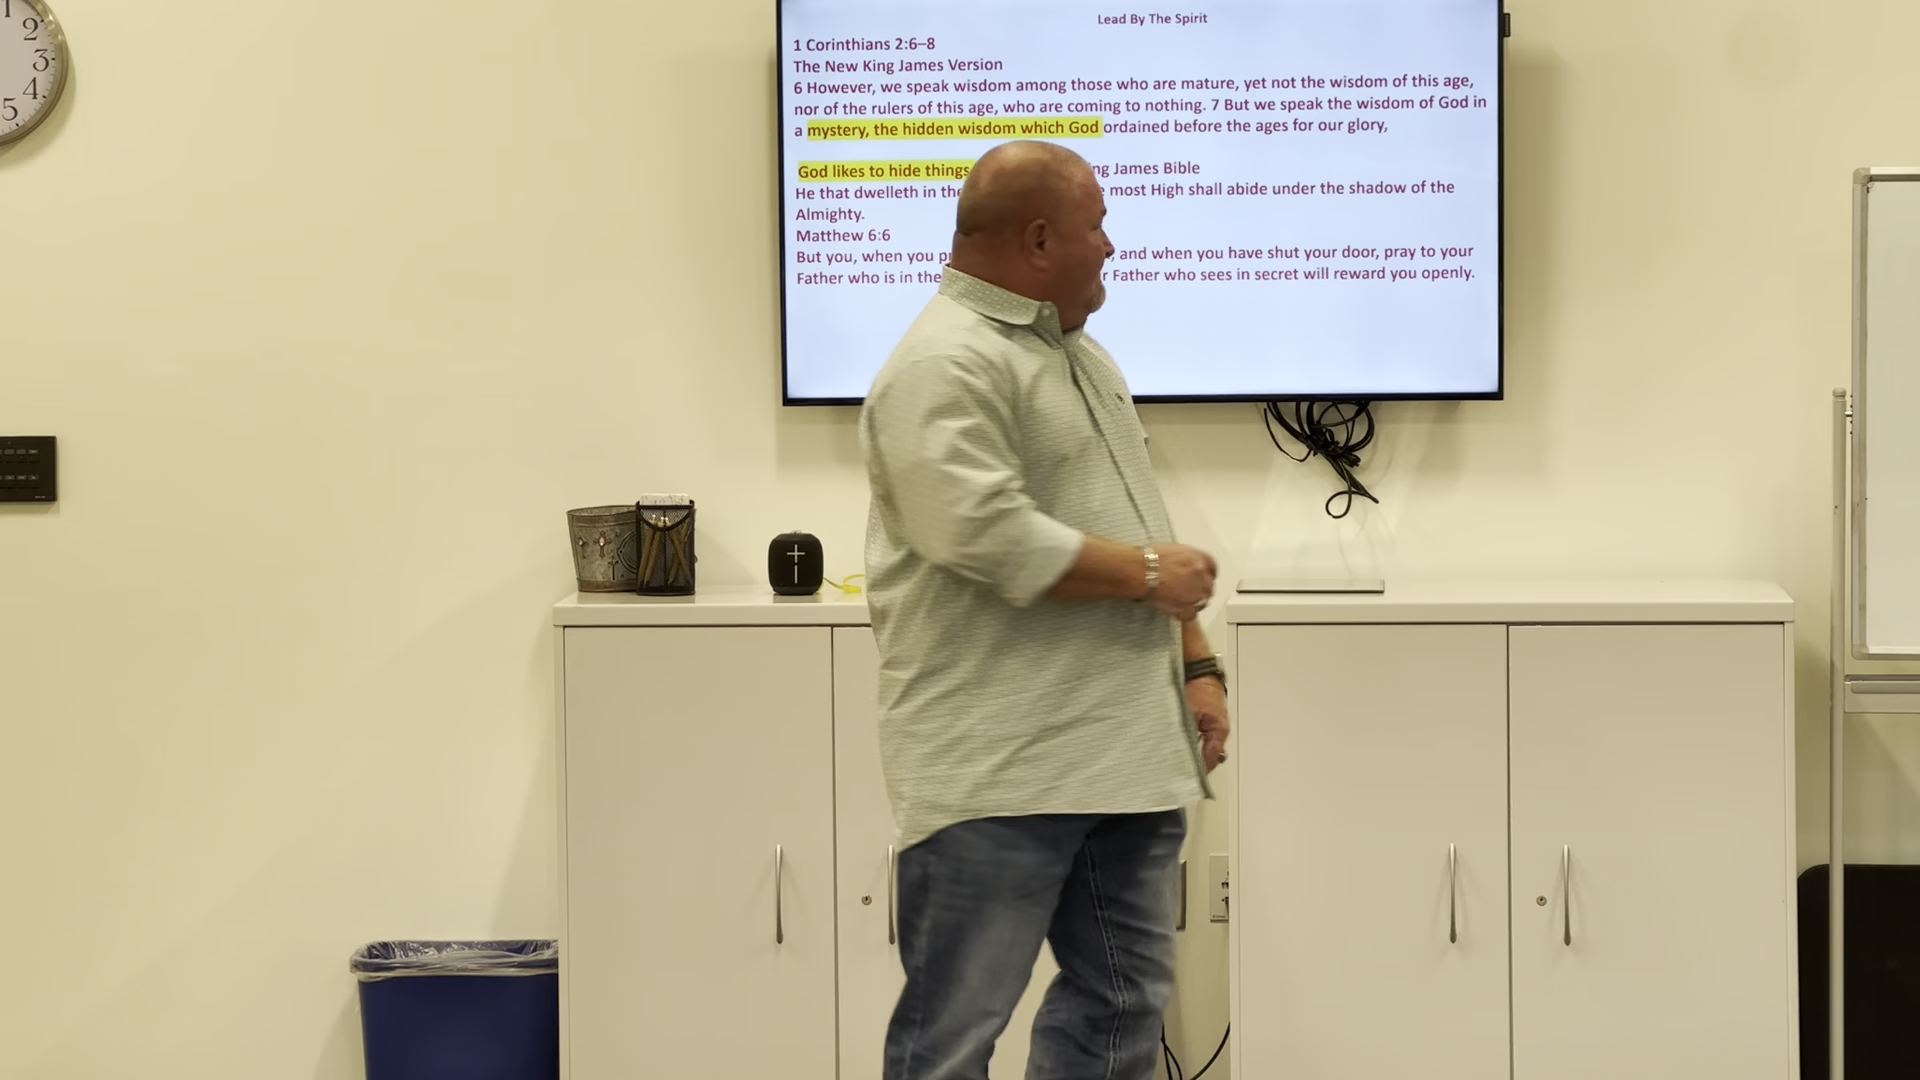 Lead By The Spirit
1 Corinthians 2:6–8
The New King James Version
6 However, we speak wisdom among those who are mature, yet not the wisdom of this age,
nor of the rulers of this age, who are coming to nothing. 7 But we speak the wisdom of God in
a mystery, the hidden wisdom which God ordained before the ages for our glory,
God likes to hide things James Bible
He that dwelleth in most High shall abide under the shadow of the
Almighty.
Matthew 6:6
But you, when you and when you have shut your door, pray to your
Father who is in the Father who sees in secret will reward you openly.
1
2
3
4
5